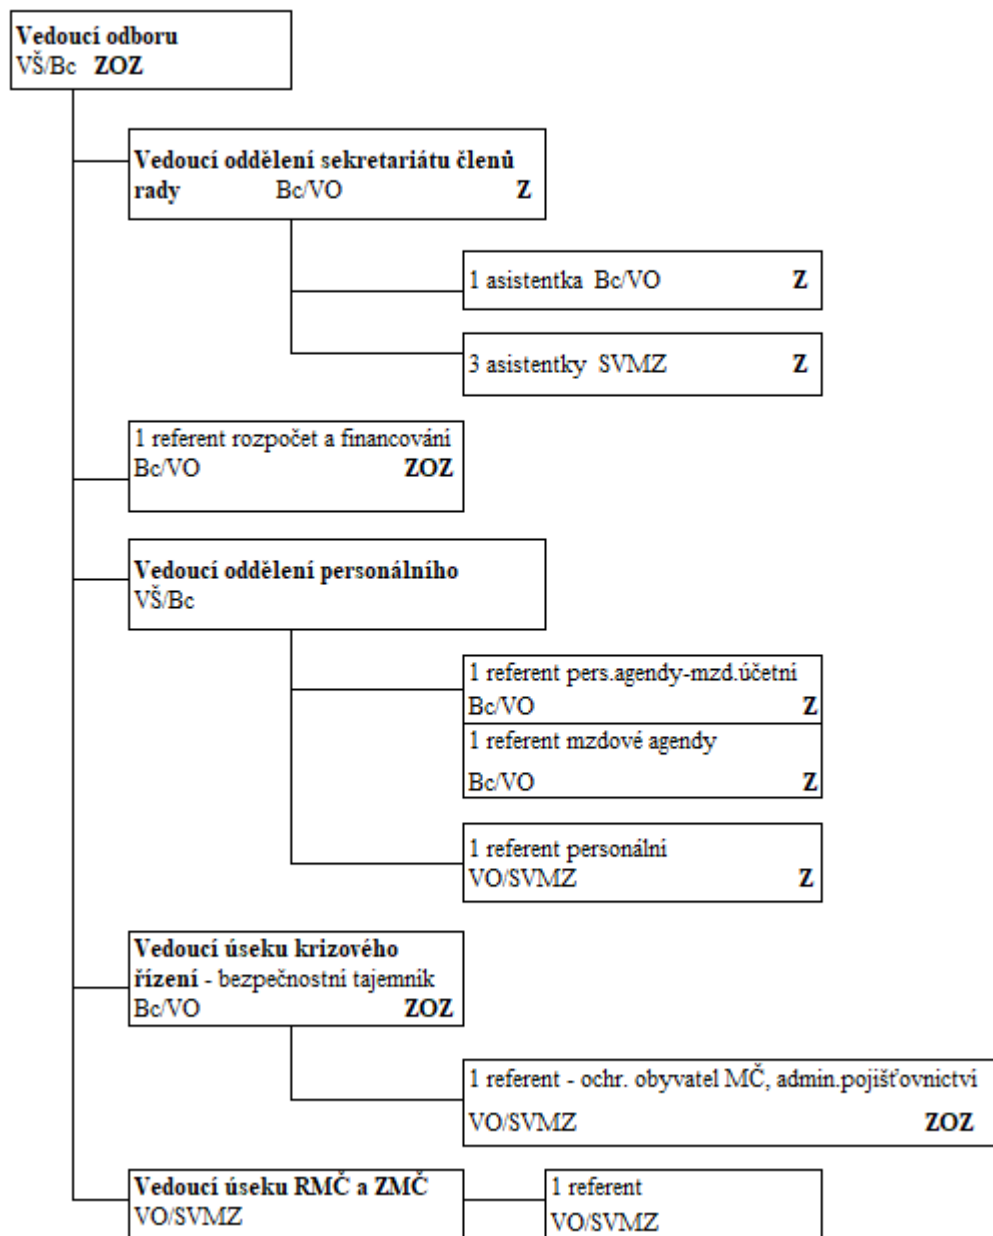 Vedoucí odboru
VŠ/Bc ZOZ
Vedoucí oddělení sekretariátu členů
rady Bc/VO Z
1 asistentka Bc/VO Z
3 asistentky SVMZ Z
1 referent rozpočet a financování
Bc/VO ZOZ
Vedoucí oddělení personálního
VŠ/Bc
1 referent pers.agendy-mzd.účetní
Bc/VO Z
1 referent mzdové agendy
Bc/VO Z
1 referent personální
VO/SVMZ Z
Vedoucí úseku krizového
řízení - bezpečnostní tajemník
Bc/VO ZOZ
1 referent - ochr. obyvatel MČ, admin.pojišťovnictví
VO/SVMZ ZOZ
Vedoucí úseku RMČ a ZMČ
VO/SVMZ
1 referent
VO/SVMZ